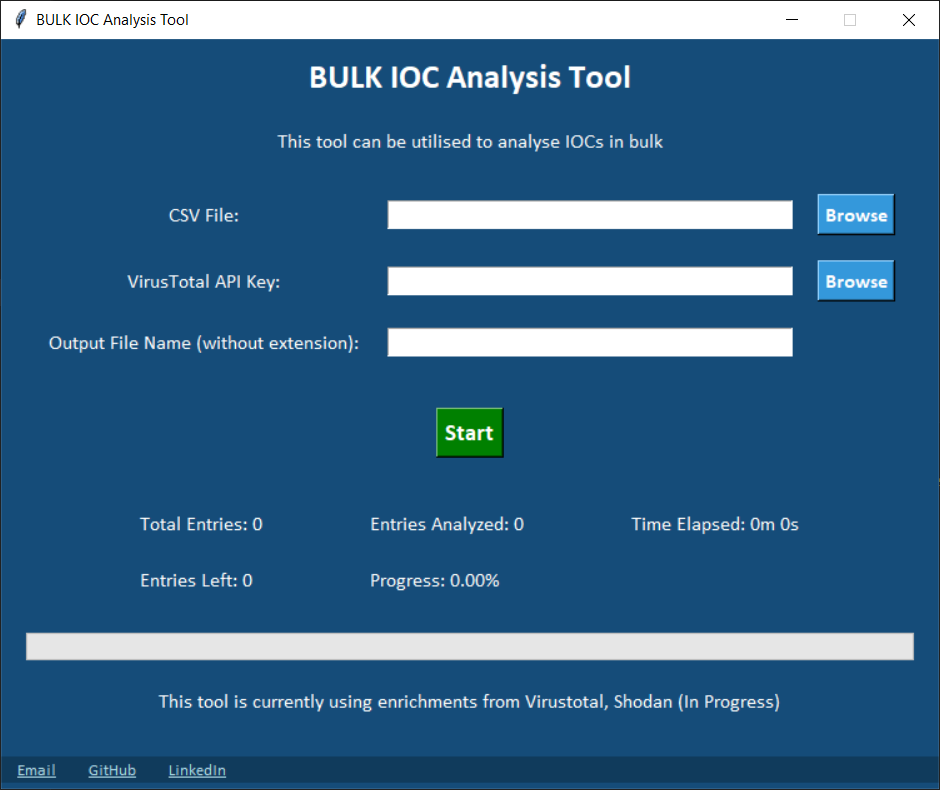 BULK IOC Analysis Tool
BULK IOC Analysis Tool
This tool can be utilised to analyse IOCs in bulk
CSV File: Browse
VirusTotal API Key: Browse
Output File Name (without extension):
Start
Total Entries: 0 Entries Analyzed: 0 Time Elapsed: 0m 0s
Entries Left: 0 Progress: 0.00%
This tool is currently using enrichments from Virustotal, Shodan (In Progress)
Email GitHub LinkedIn